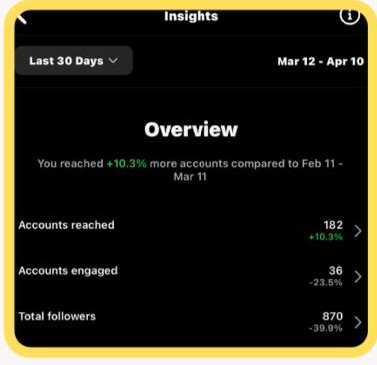 Insights
Last 30 Days
Mar 12 - Apr 10
Overview
You reached +10.3% more accounts compared to Feb 11 -
Mar 11
Accounts reached
182
+10.3%
Accounts engaged
36
-23.5%
Total followers
870
-39.9%